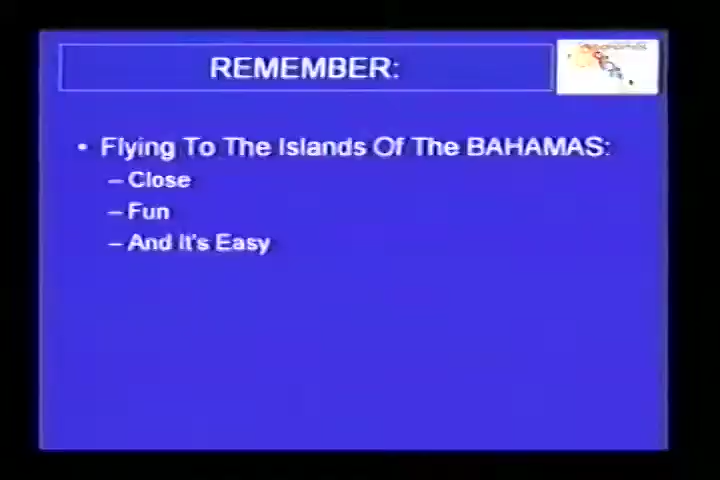 REMEMBER:
• Flying To The Islands Of The BAHAMAS:
– Close
– Fun
– And It's Easy